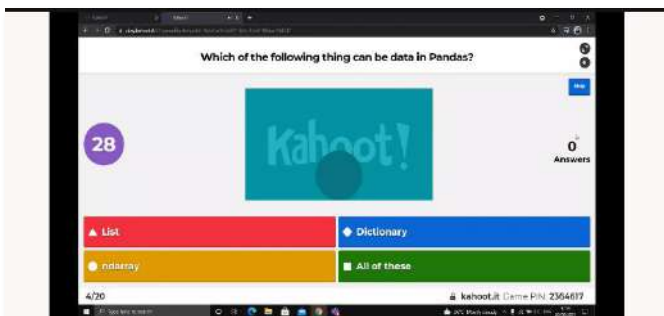 Which of the following thing can be data in Pandas?
28
Kahoot!
Skip
0
Answers
List
Dictionary
ndarray
All of these
4/20
kahoot.it Game PIN: 2364617